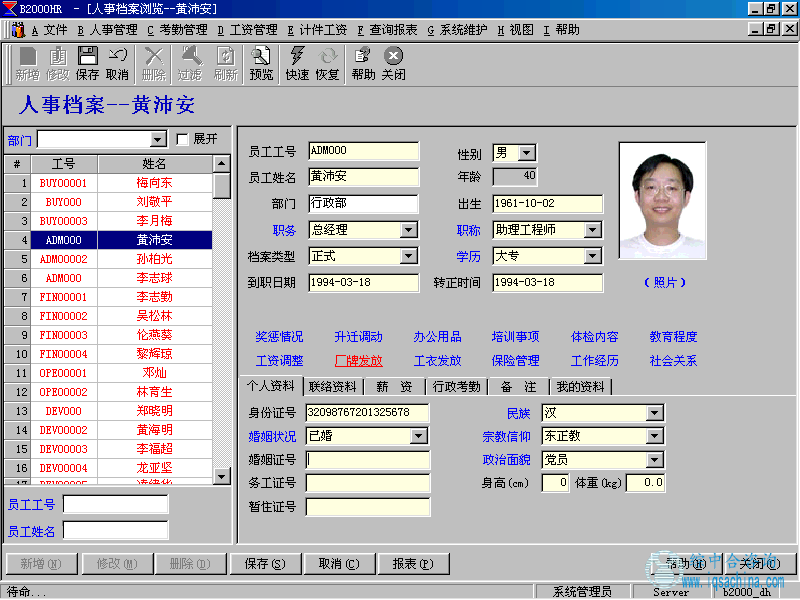 B2000HR - [人事档案浏览--黄沛安]
A 文件 B 人事管理 C 考勤管理 D 工资管理 E 计件工资 F 查询报表 G 系统维护 H 视图 I 帮助
新增 修改 保存 取消 删除 过滤 刷新 预览 快速 恢复 帮助 关闭
人事档案--黄沛安
部门 展开
# 工号 姓名
1 BUY00001 梅向东
2 BUY000 刘敬平
3 BUY00003 李月梅
4 ADM000 黄沛安
5 ADM00002 孙柏光
6 ADM000 李志球
7 FIN00001 李志勤
8 FIN00002 吴松林
9 FIN00003 伦燕葵
10 FIN00004 黎辉琼
11 OPE00001 邓灿
12 OPE00002 林育生
13 DEV000 郑晓明
14 DEV00002 黄海明
15 DEV00003 李福超
16 DEV00004 龙亚坚
员工工号
员工姓名
员工工号 ADM000 性别 男
员工姓名 黄沛安 年龄 40
部门 行政部 出生 1961-10-02
职务 总经理 职称 助理工程师
档案类型 正式 学历 大专
到职日期 1994-03-18 转正时间 1994-03-18
(照片)
奖惩情况 升迁调动 办公用品 培训事项 体检内容 教育程度
工资调整 厂牌发放 工衣发放 保险管理 工作经历 社会关系
个人资料 联络资料 薪 资 行政考勤 备 注 我的资料
身份证号 32098767201325678 民族 汉
婚姻状况 已婚 宗教信仰 东正教
婚姻证号 政治面貌 党员
务工证号 身高(cm) 0 体重(kg) 0.0
暂住证号
新增(N) 修改(M) 删除(D) 保存(S) 取消(C) 报表(P) 帮助(H) 关闭(C)
www.iqsachina.com
待命... 系统管理员 Server b2000_dh